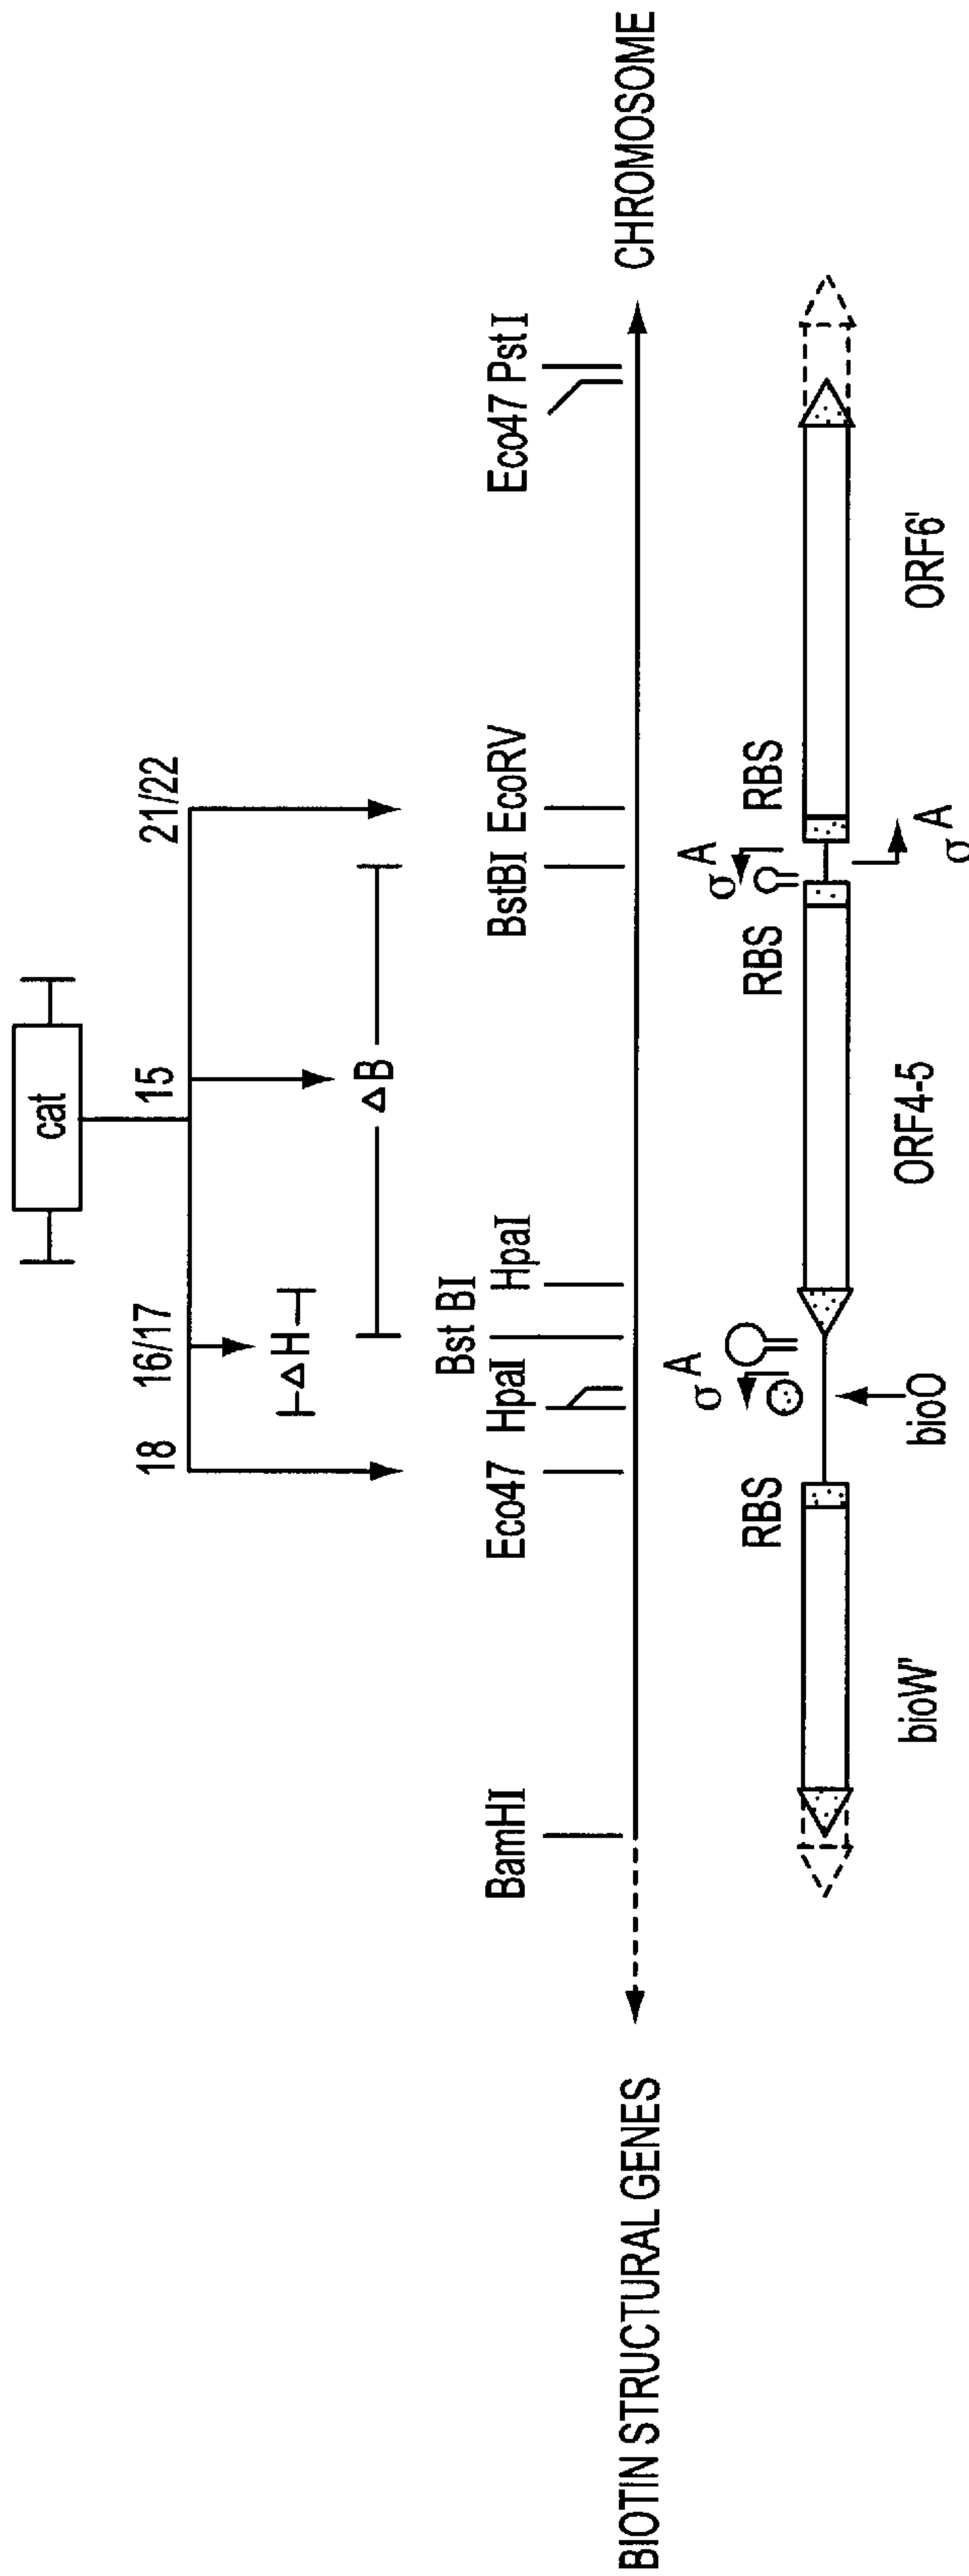 cat
18
16/17
15
21/22
ΔH
ΔB
BamHI
Eco47
HpaI
Bst BI
HpaI
BstBI
EcoRV
Eco47
PstI
BIOTIN STRUCTURAL GENES
CHROMOSOME
RBS
σA
RBS
σA
RBS
bioW'
bioO
ORF4-5
σA
ORF6'